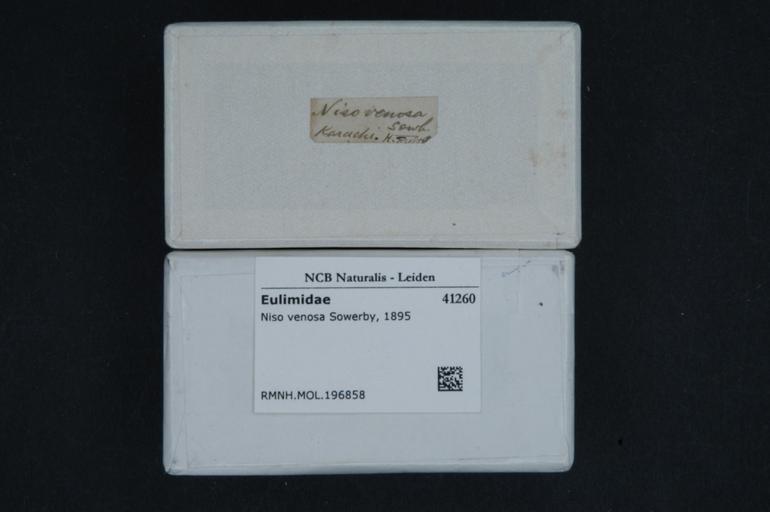 Niso venosa
Sowb.
Karachi.
NCB Naturalis - Leiden
Eulimidae 41260
Niso venosa Sowerby, 1895
RMNH.MOL.196858